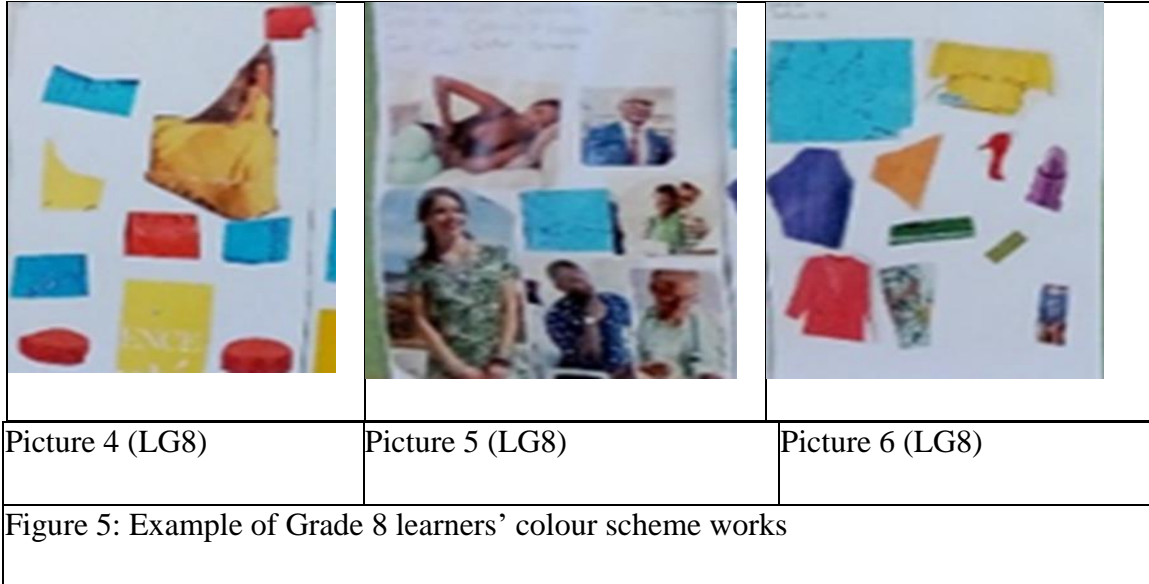 ENCE
Picture 4 (LG8)
Picture 5 (LG8)
Picture 6 (LG8)
Figure 5: Example of Grade 8 learners’ colour scheme works